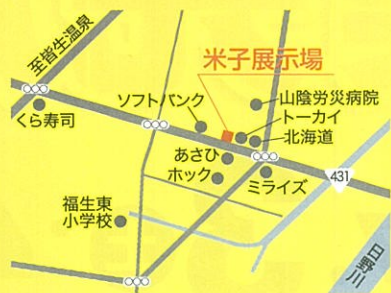 至皆生温泉
米子展示場
ソフトバンク
山陰労災病院
トーカイ
北海道
くら寿司
あさひ
ホック
ミライズ
431
福生東
小学校
日野川